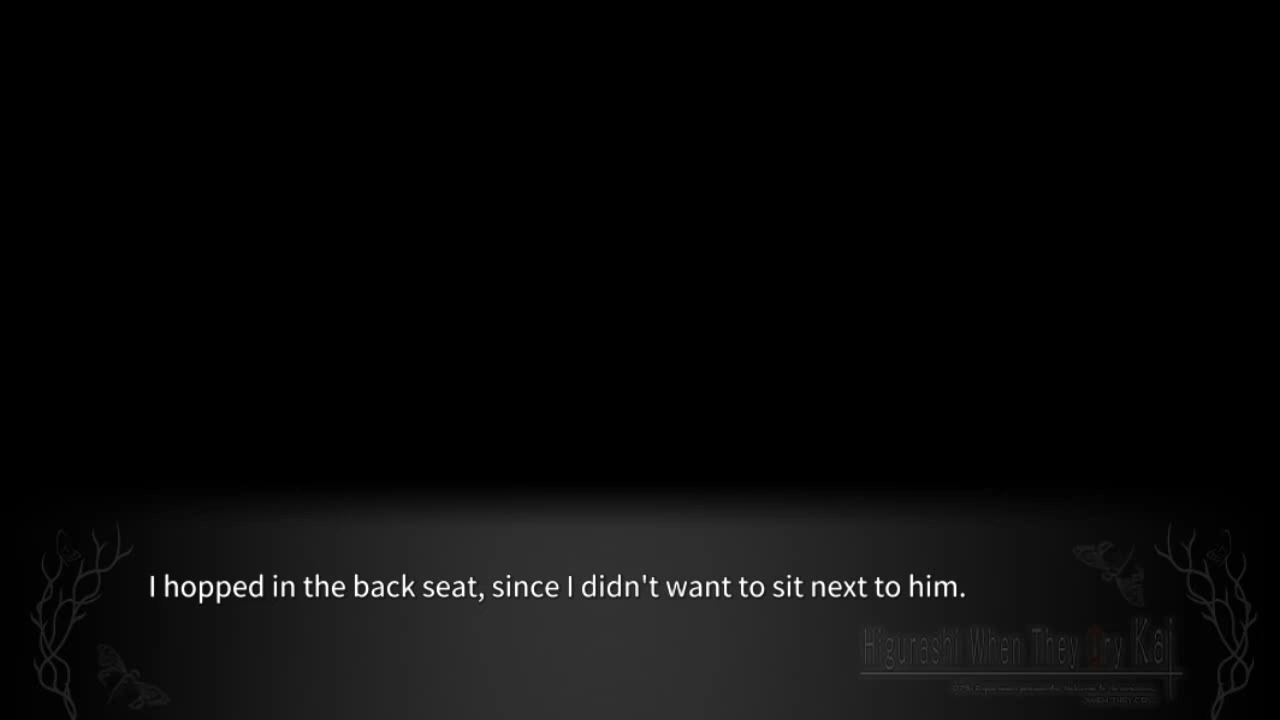 I hopped in the back seat, since I didn't want to sit next to him.
Higurashi When They Cry Kai